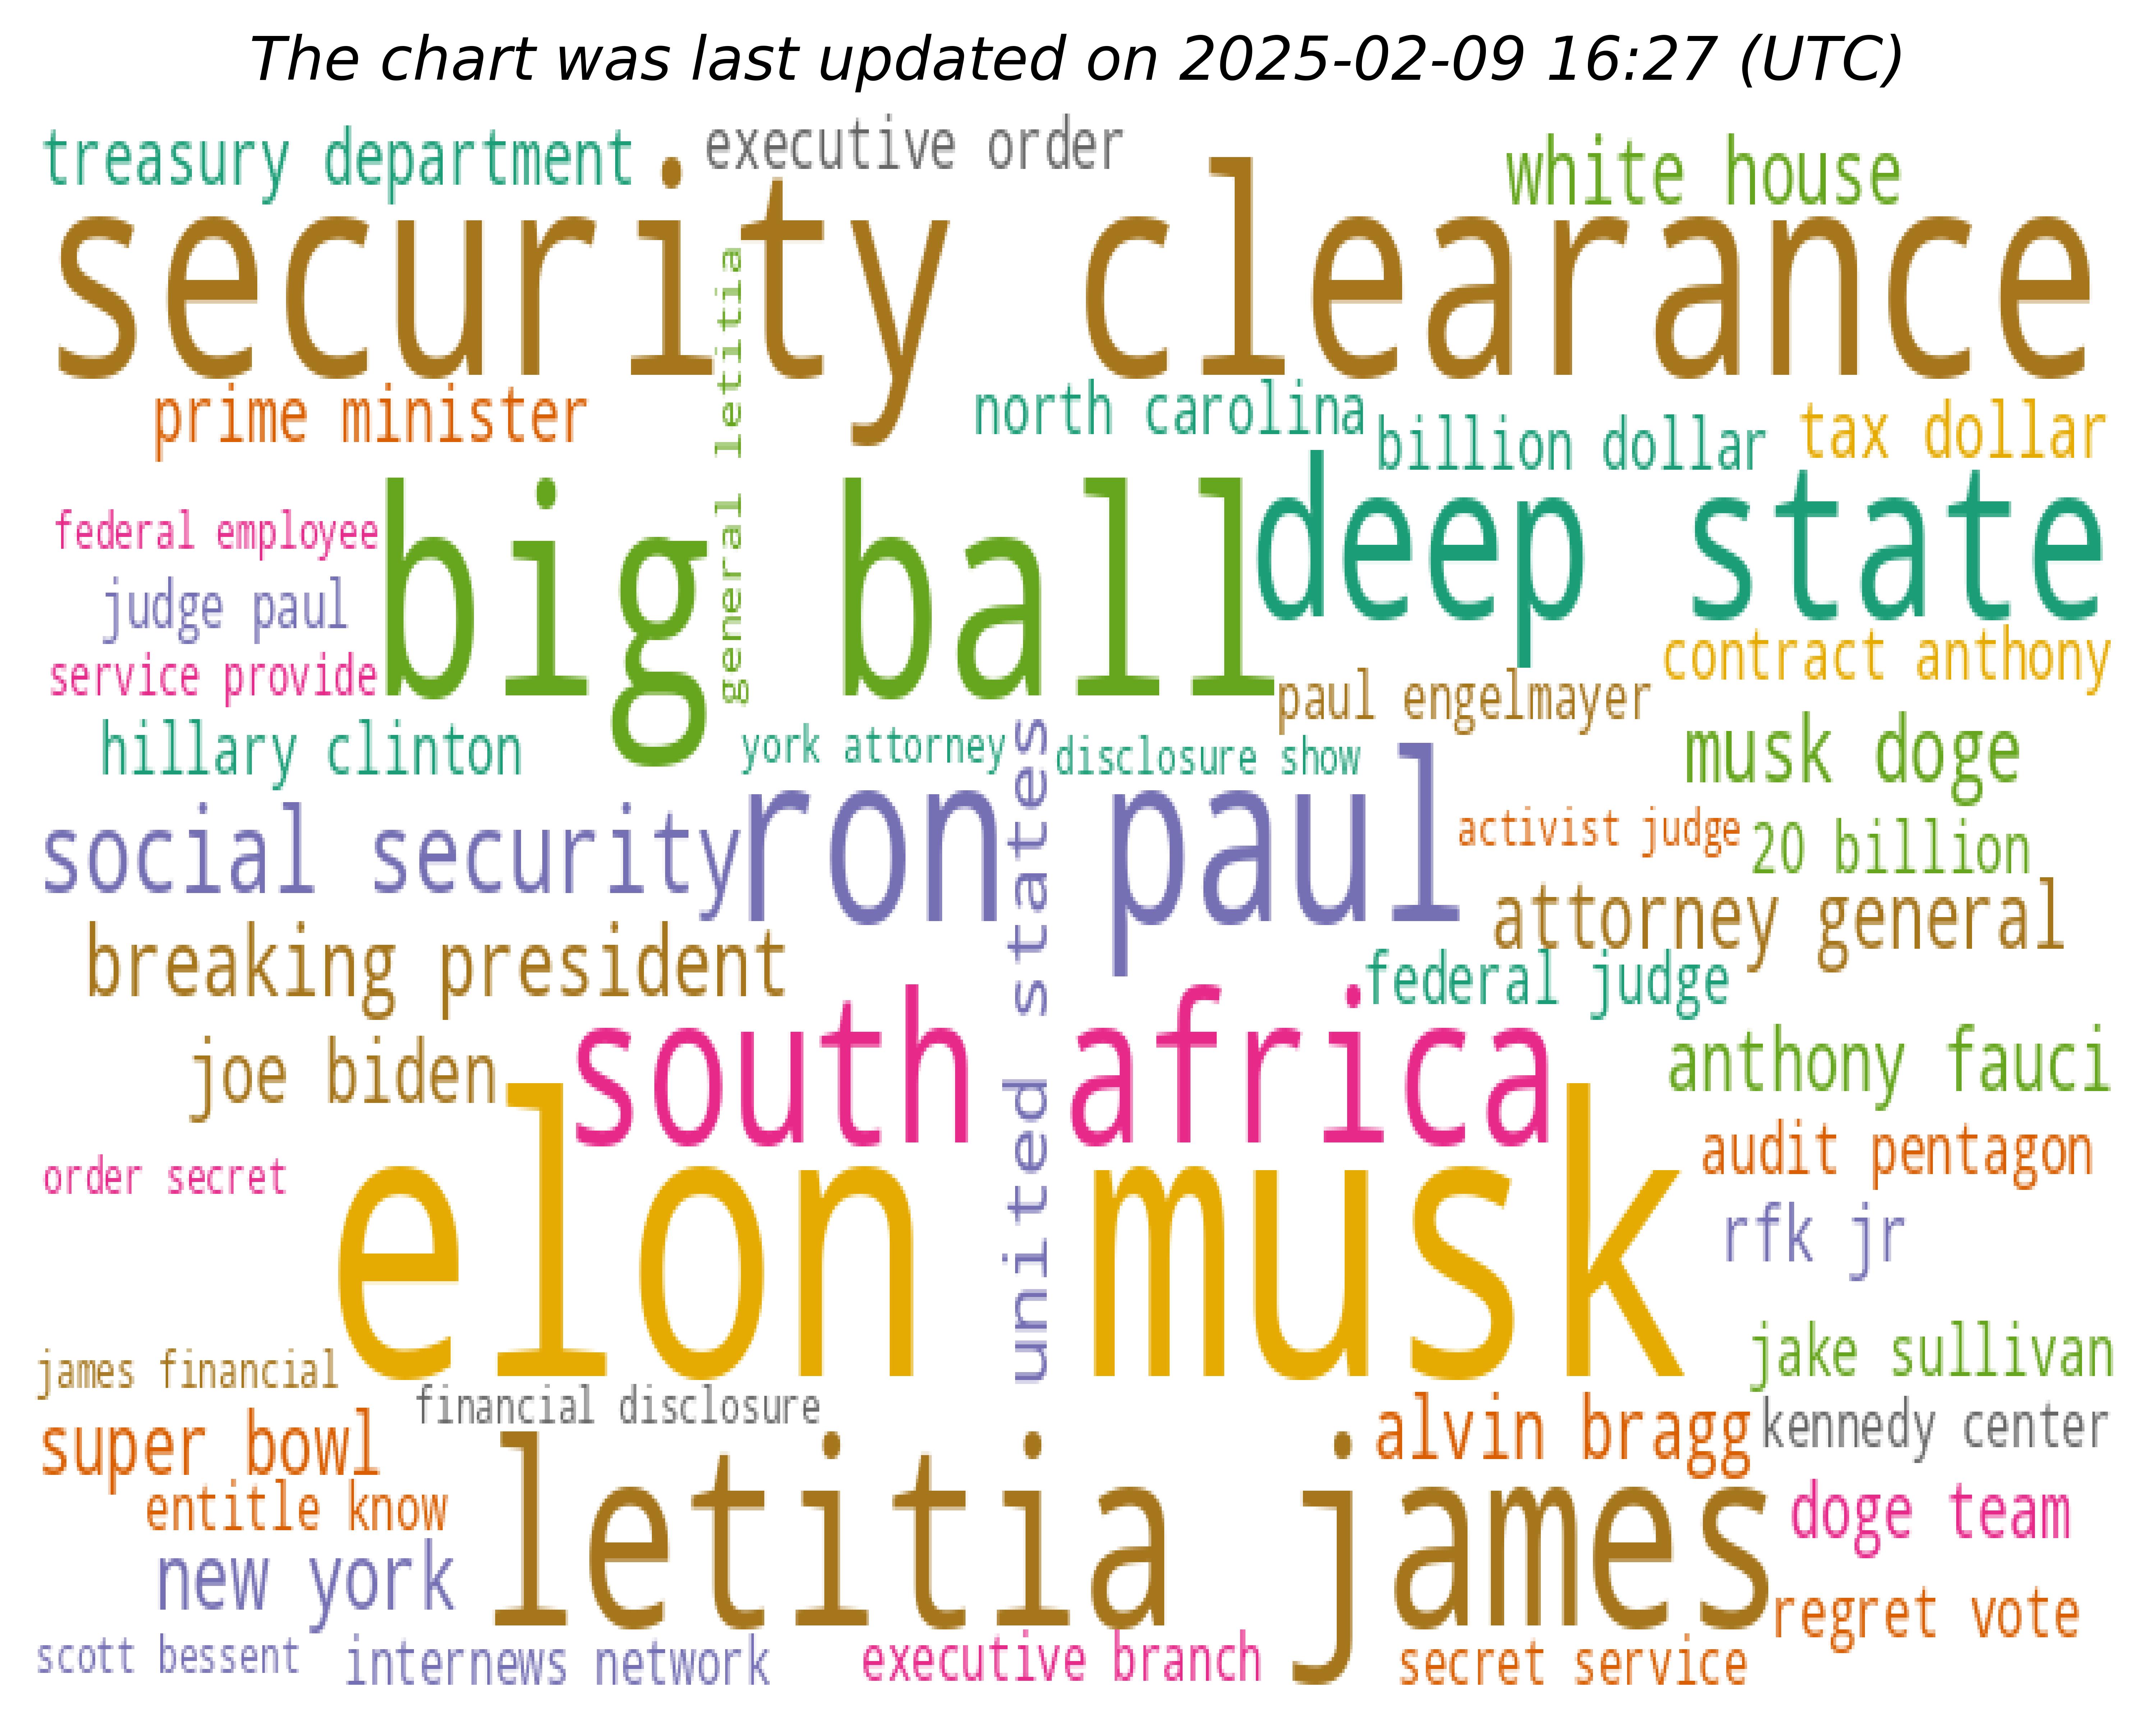 The chart was last updated on 2025-02-09 16:27 (UTC)
treasury department
executive order
white house
security clearance
general letitia
prime minister
north carolina
billion dollar
tax dollar
federal employee
big ball
deep state
judge paul
service provide
contract anthony
paul engelmayer
hillary clinton
york attorney
disclosure show
musk doge
united states
social security
ron paul
activist judge
20 billion
attorney general
breaking president
federal judge
south africa
joe biden
anthony fauci
audit pentagon
order secret
elon musk
rfk jr
james financial
jake sullivan
financial disclosure
super bowl
alvin bragg
kennedy center
entitle know
letitia james
doge team
new york
regret vote
scott bessent
internews network
executive branch
secret service